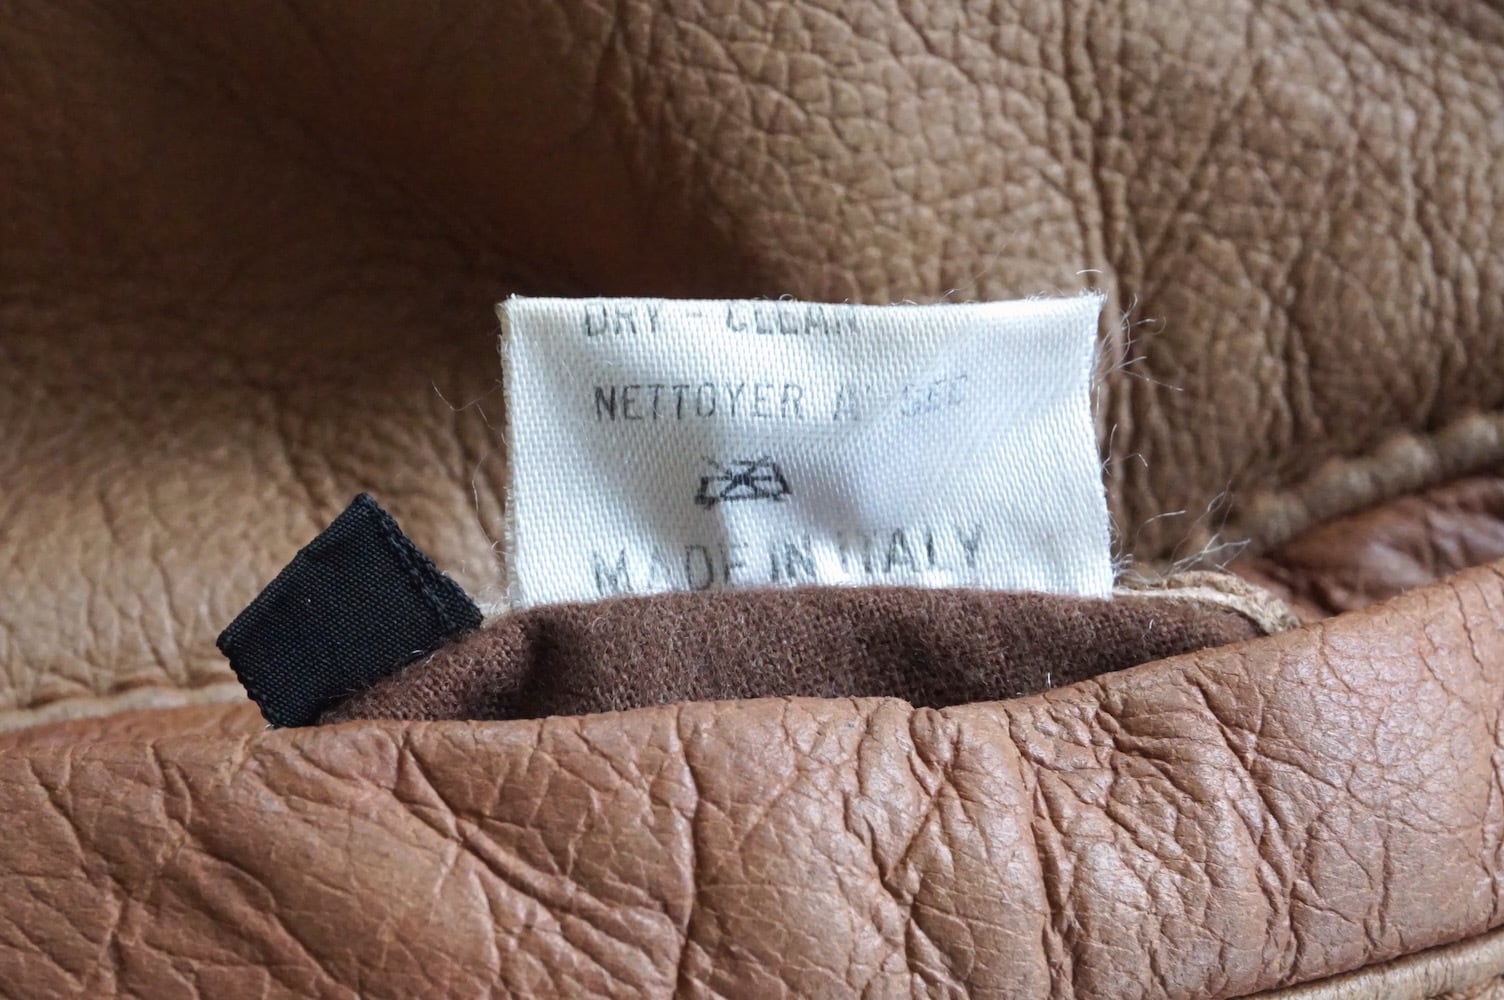 DRY - CLEAN
NETTOYER A' SEC
MADE IN ITALY